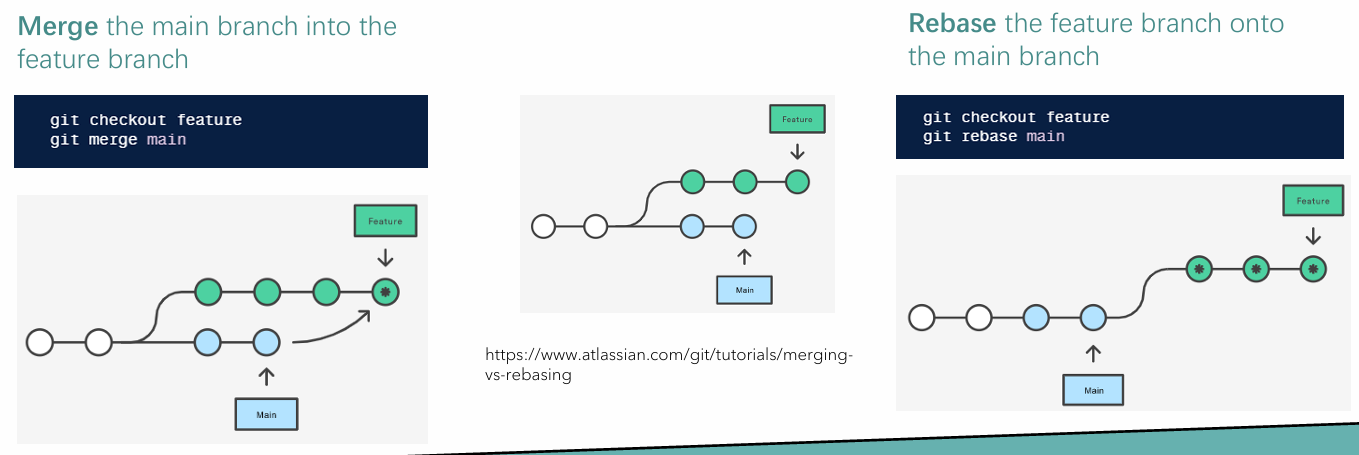 Merge the main branch into the
feature branch
git checkout feature
git merge main
Feature
Main
Feature
Main
https://www.atlassian.com/git/tutorials/merging-
vs-rebasing
Rebase the feature branch onto
the main branch
git checkout feature
git rebase main
Feature
Main